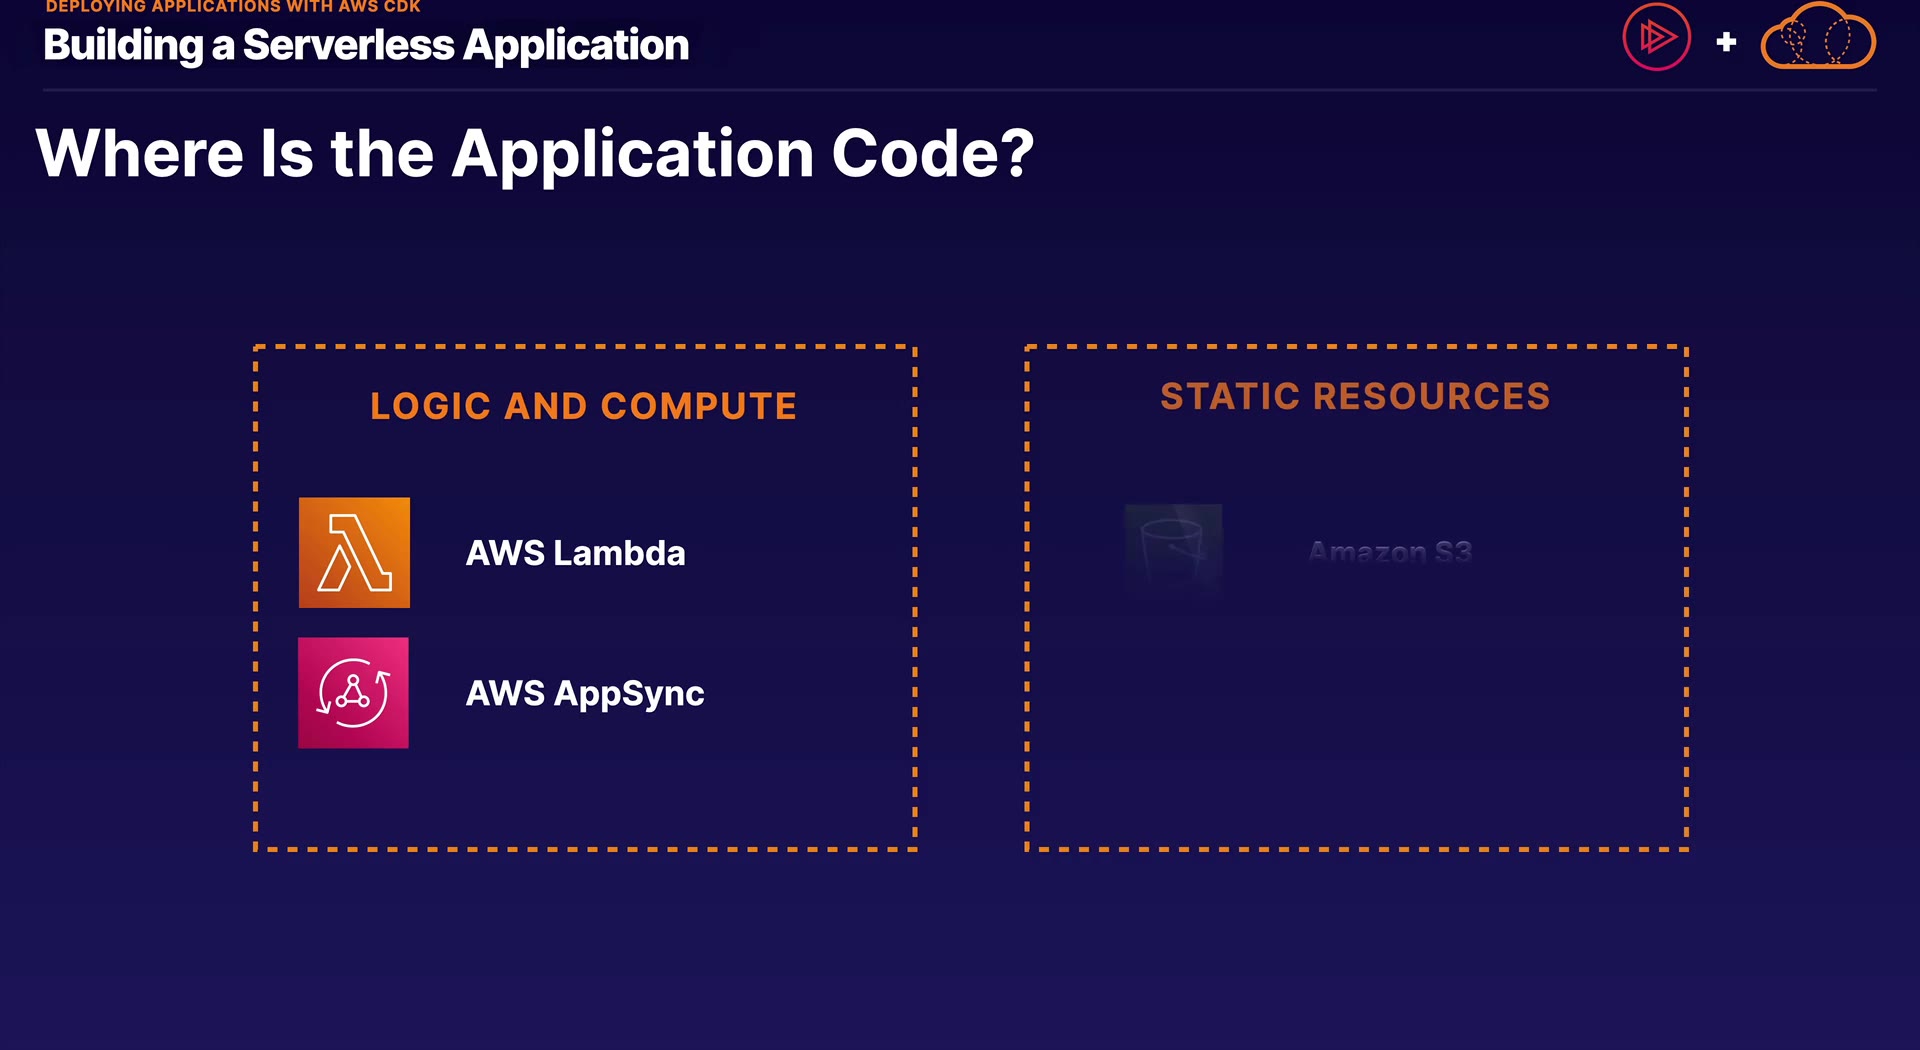 DEPLOYING APPLICATIONS WITH AWS CDK
Building a Serverless Application
Where Is the Application Code?
LOGIC AND COMPUTE
AWS Lambda
AWS AppSync
STATIC RESOURCES
Amazon S3